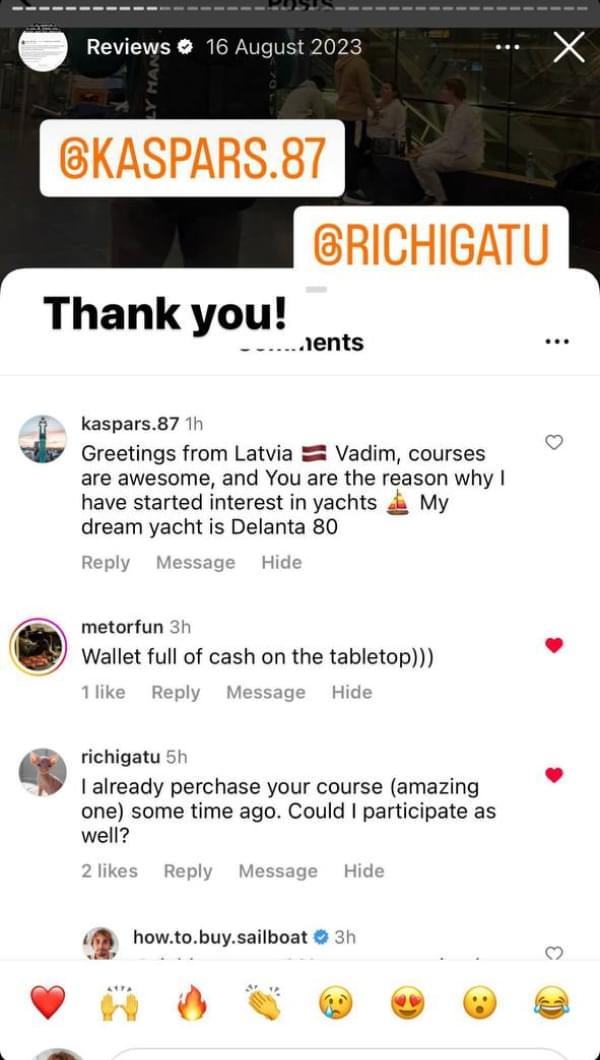 Posts
Reviews 16 August 2023
LY MAN
@KASPARS.87
@RICHIGATU
Thank you!
kaspars.87 1h
Greetings from Latvia 🇱🇻 Vadim, courses
are awesome, and You are the reason why I
have started interest in yachts ⛵ My
dream yacht is Delanta 80
Reply Message Hide
metorfun 3h
Wallet full of cash on the tabletop)))
1 like Reply Message Hide
richigatu 5h
I already perchase your course (amazing
one) some time ago. Could I participate as
well?
2 likes Reply Message Hide
how.to.buy.sailboat 3h